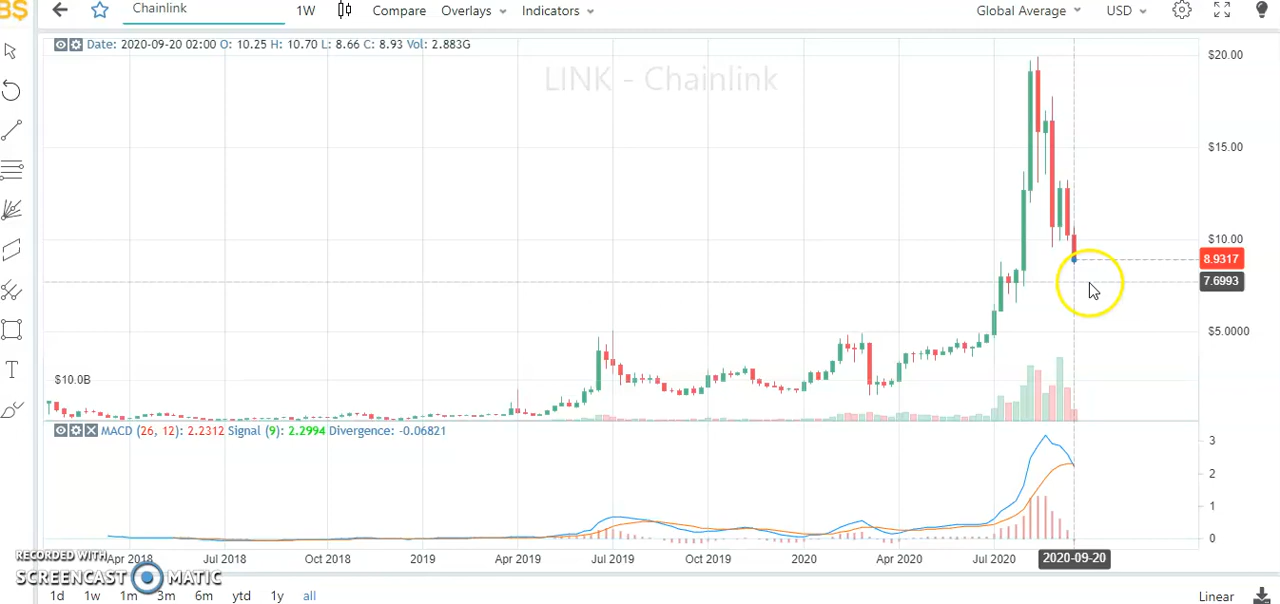 BS
Chainlink 1W Compare Overlays Indicators Global Average USD
Date: 2020-09-20 02:00 O: 10.25 H: 10.70 L: 8.66 C: 8.93 Vol: 2.883G
LINK - Chainlink
$20.00
$15.00
$10.00
8.9317
7.6993
$5.0000
$10.0B
MACD (26, 12): 2.2312 Signal (9): 2.2994 Divergence: -0.06821
3
2
1
0
T
Apr 2018 Jul 2018 Oct 2018 2019 Apr 2019 Jul 2019 Oct 2019 2020 Apr 2020 Jul 2020 2020-09-20
RECORDED WITH
SCREENCAST MATIC
1d 1w 1m 3m 6m ytd 1y all Linear